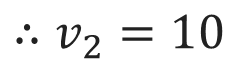 ∴ v₂ = 10